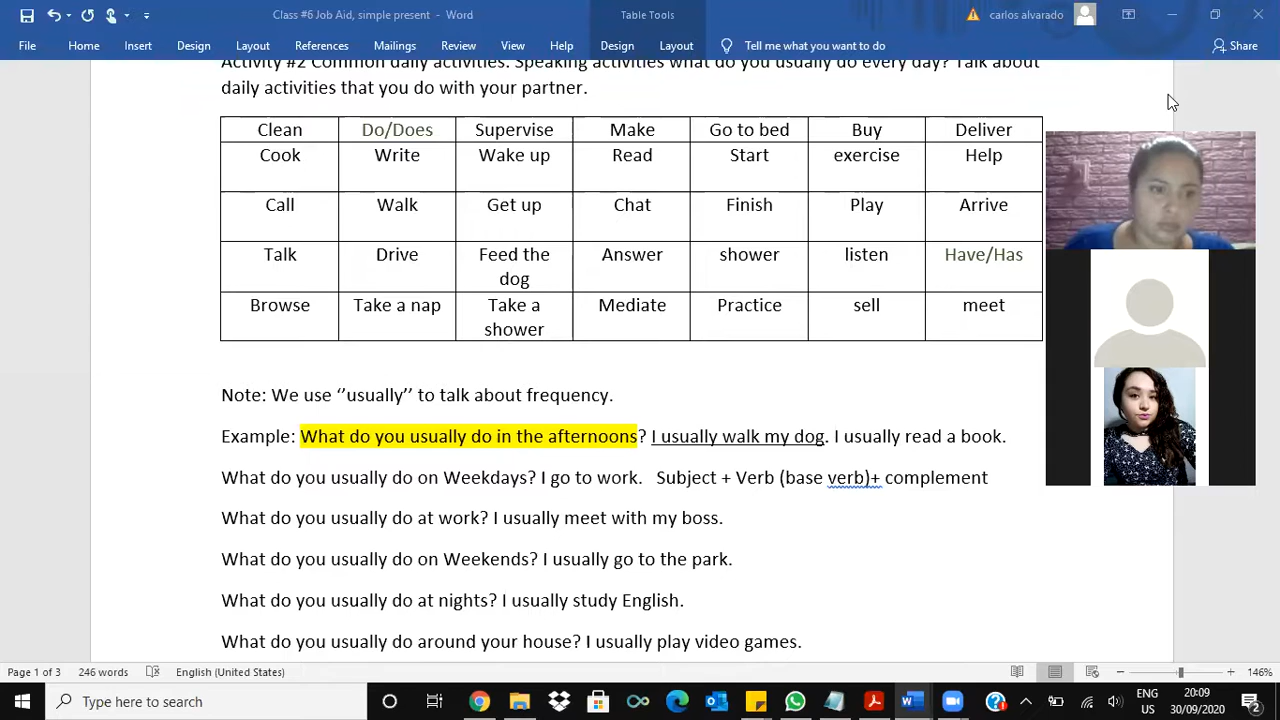 Class #6 Job Aid, simple present - Word
Table Tools
carlos alvarado
File Home Insert Design Layout References Mailings Review View Help Design Layout Tell me what you want to do Share
Activity #2 Common daily activities. Speaking activities what do you usually do every day? Talk about
daily activities that you do with your partner.
Clean Do/Does Supervise Make Go to bed Buy Deliver
Cook Write Wake up Read Start exercise Help
Call Walk Get up Chat Finish Play Arrive
Talk Drive Feed the dog Answer shower listen Have/Has
Browse Take a nap Take a shower Mediate Practice sell meet
Note: We use ‘’usually’’ to talk about frequency.
Example: What do you usually do in the afternoons? I usually walk my dog. I usually read a book.
What do you usually do on Weekdays? I go to work. Subject + Verb (base verb)+ complement
What do you usually do at work? I usually meet with my boss.
What do you usually do on Weekends? I usually go to the park.
What do you usually do at nights? I usually study English.
What do you usually do around your house? I usually play video games.
Page 1 of 3 246 words English (United States) 146%
Type here to search
ENG 20:09
ES 30/09/2020 2